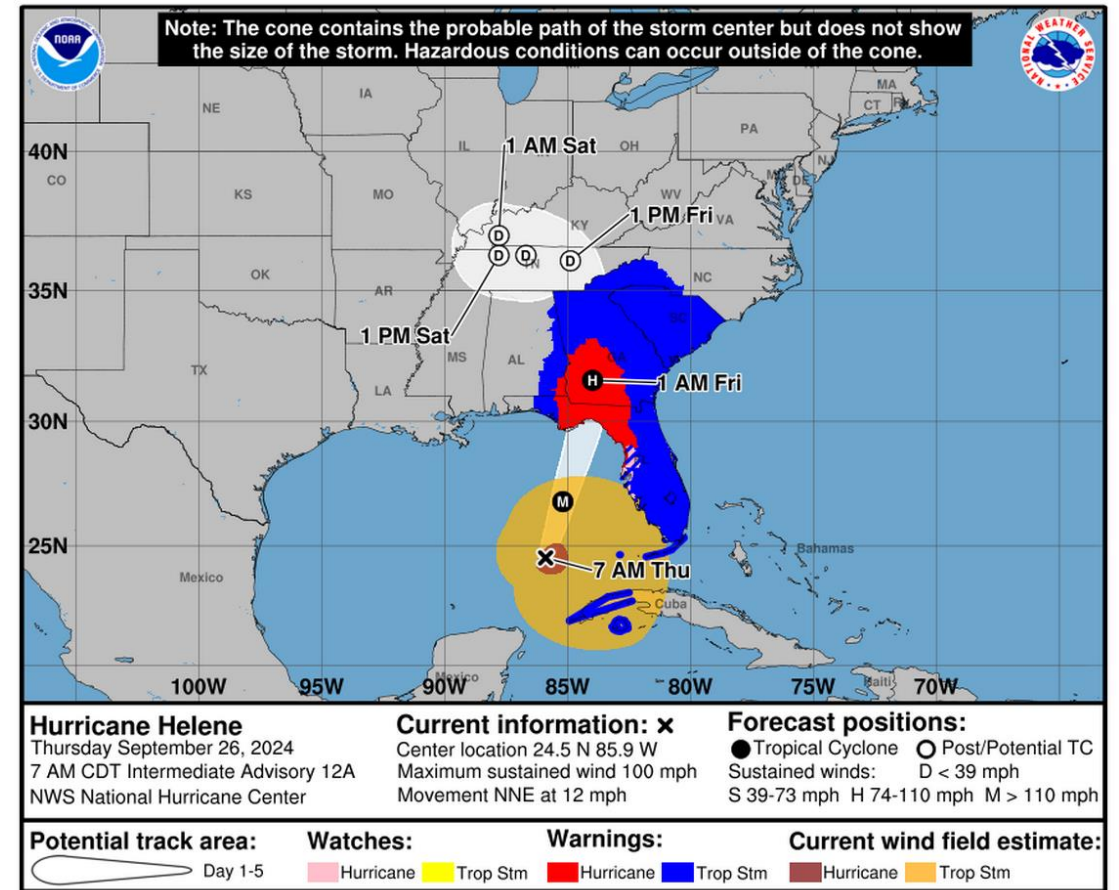 Note: The cone contains the probable path of the storm center but does not show
the size of the storm. Hazardous conditions can occur outside of the cone.
NOAA
NATIONAL WEATHER SERVICE
NE
IA
MA
CT
PA
40N
1 AM Sat
IL
OH
NJ
CO
KS
MO
WV
DE
VA
KY
1 PM Fri
D
D
D
D
TN
OK
NC
35N
AR
SC
1 PM Sat
MS
AL
GA
TX
H
1 AM Fri
LA
30N
M
25N
Bahamas
7 AM Thu
Mexico
Cuba
Mexico
Haiti
100W
95W
90W
85W
80W
75W
70W
Hurricane Helene
Thursday September 26, 2024
7 AM CDT Intermediate Advisory 12A
NWS National Hurricane Center
Current information: ×
Center location 24.5 N 85.9 W
Maximum sustained wind 100 mph
Movement NNE at 12 mph
Forecast positions:
● Tropical Cyclone ○ Post/Potential TC
Sustained winds: D < 39 mph
S 39-73 mph H 74-110 mph M > 110 mph
Potential track area:
Day 1-5
Watches:
Hurricane Trop Stm
Warnings:
Hurricane Trop Stm
Current wind field estimate:
Hurricane Trop Stm